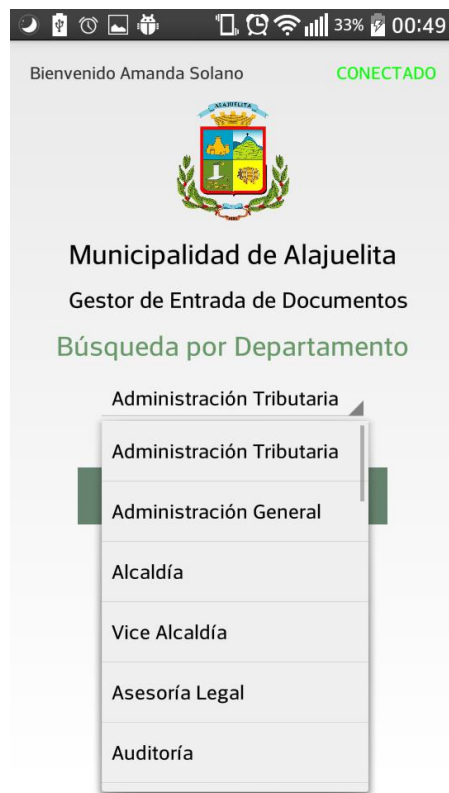 33% 00:49
Bienvenido Amanda Solano CONECTADO
ALAJUELITA
Municipalidad de Alajuelita
Gestor de Entrada de Documentos
Búsqueda por Departamento
Administración Tributaria
Administración Tributaria
Administración General
Alcaldía
Vice Alcaldía
Asesoría Legal
Auditoría